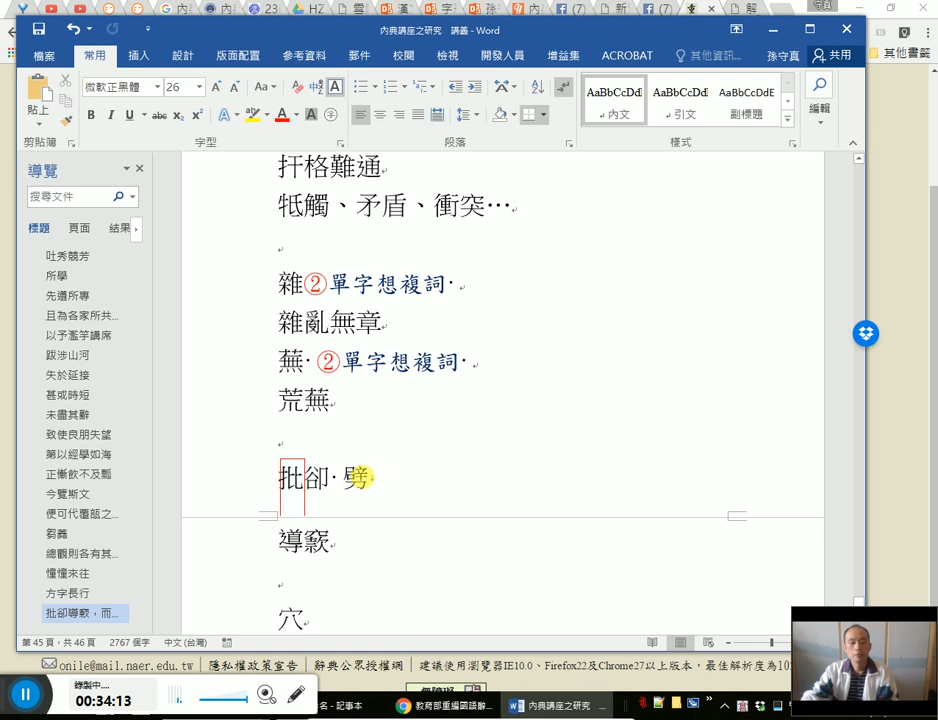 內典講座之研究 講義 - Word
檔案 常用 插入 設計 版面配置 參考資料 郵件 校閱 檢視 開發人員 增益集 ACROBAT 其他資訊... 孫守真 共用
其他書籤
貼上
微軟正黑體 26
剪貼簿 字型 段落 樣式
AaBbCcDd AaBbCcDd AaBbCcDdE
內文 引文 副標題
編輯
導覽
搜尋文件
標題 頁面 結果
吐秀競芳
所學
先遵所專
且為各家所共...
以予濫竽講席
跋涉山河
失於延接
甚或時短
未盡其辭
致使良朋失望
第以經學如海
正慚飲不及瓢
今覽斯文
便可代覆瓿之...
芻蕘
總觀則各有其...
憧憧來往
方字長行
批卻導窾，而...
扞格難通
牴觸、矛盾、衝突…
雜②單字想複詞
雜亂無章
蕪 ②單字想複詞
荒蕪
批卻 劈
導窾
穴
第 45 頁，共 46 頁 2767 個字 中文 (台灣)
onile@mail.naer.edu.tw | 隱私權政策宣告 | 辭典公眾授權網 | 建議使用瀏覽器IE10.0、Firefox22及Chrome27以上版本，最佳解析度為10
錄製中....
00:34:13
名 - 記事本 教育部重編國語辭... 內典講座之研究 ...